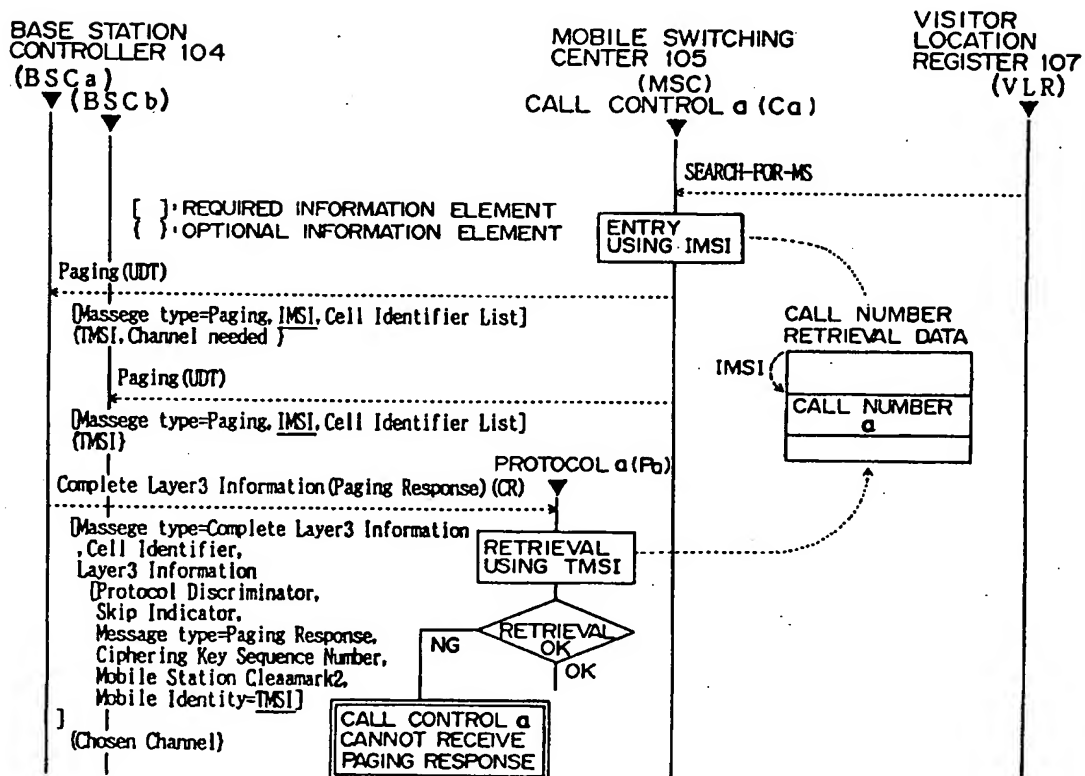 BASE STATION
CONTROLLER 104
(BSCa)
(BSCb)
MOBILE SWITCHING
CENTER 105
(MSC)
CALL CONTROL a (Ca)
VISITOR
LOCATION
REGISTER 107
(VLR)
SEARCH-FOR-MS
[ ]: REQUIRED INFORMATION ELEMENT
{ }: OPTIONAL INFORMATION ELEMENT
ENTRY
USING IMSI
Paging(UDT)
[Massege type=Paging, IMSI, Cell Identifier List]
{TMSI, Channel needed }
CALL NUMBER
RETRIEVAL DATA
IMSI
CALL NUMBER
a
Paging(UDT)
[Massege type=Paging, IMSI, Cell Identifier List]
{TMSI}
PROTOCOL a (Pa)
Complete Layer3 Information(Paging Response)(CR)
[Massege type=Complete Layer3 Information
,Cell Identifier,
Layer3 Information
[Protocol Discriminator,
Skip Indicator,
Message type=Paging Response,
Ciphering Key Sequence Number,
Mobile Station Cleaamark2,
Mobile Identity=TMSI]
]
{Chosen Channel}
RETRIEVAL
USING TMSI
RETRIEVAL
OK
NG
OK
CALL CONTROL a
CANNOT RECEIVE
PAGING RESPONSE